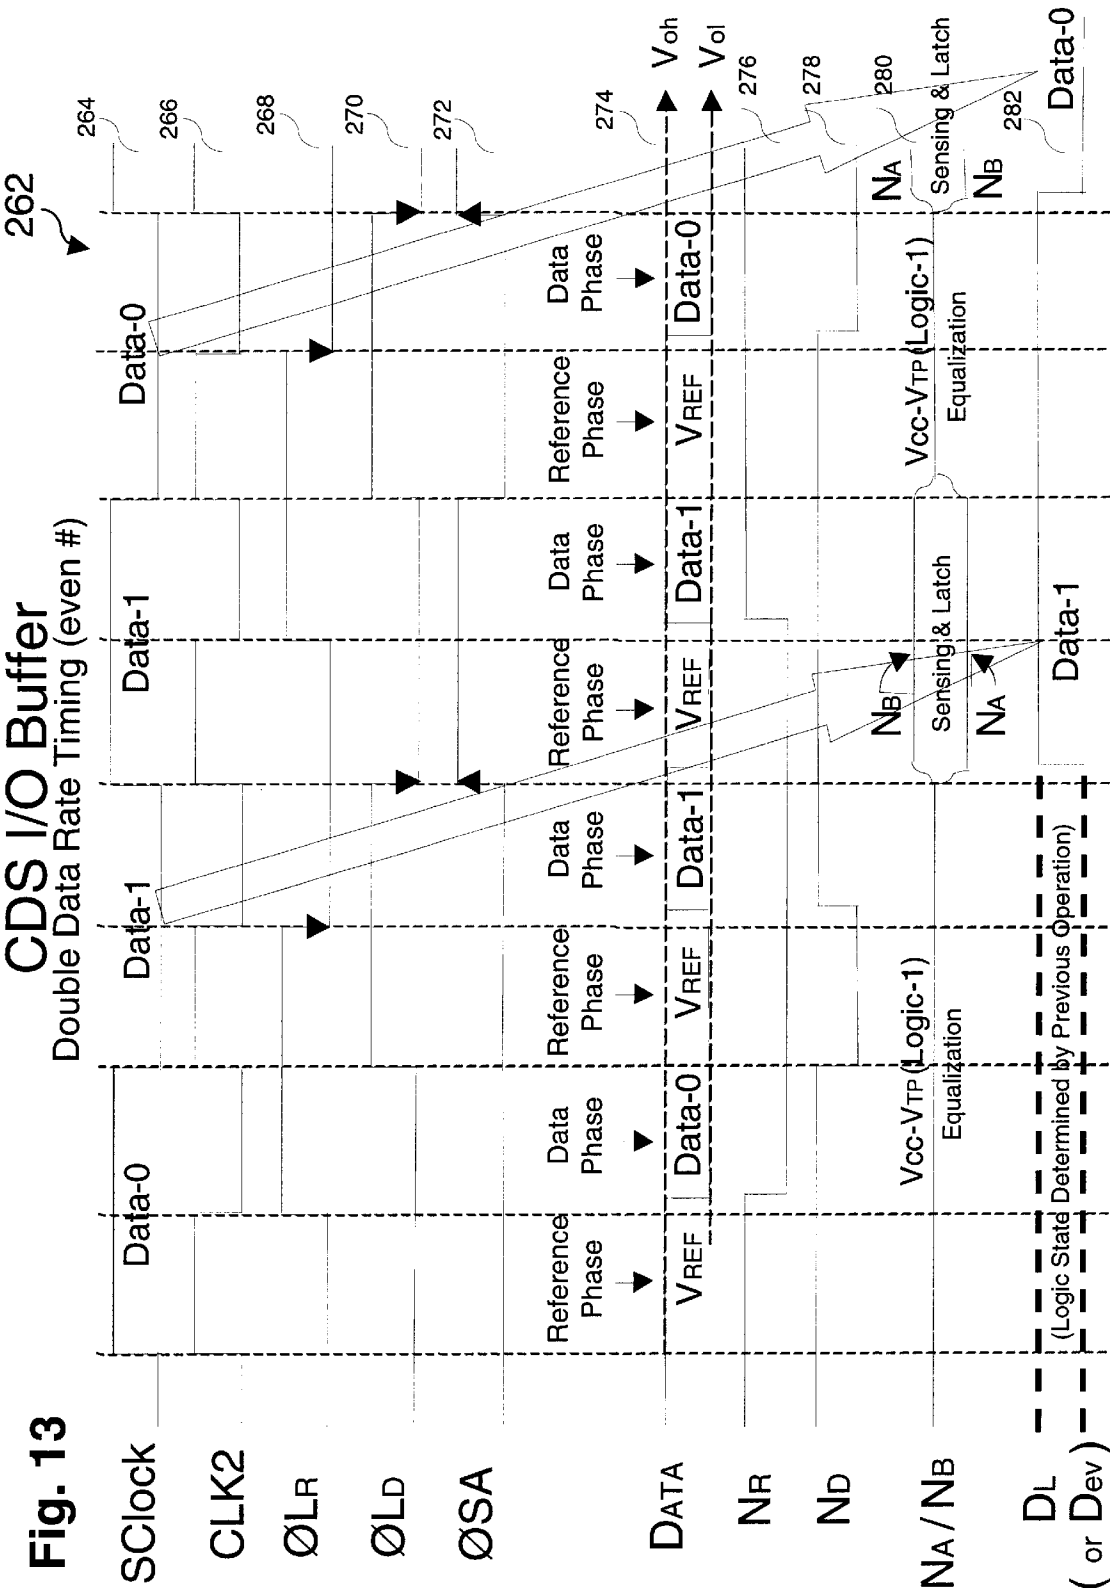 Fig. 13
CDS I/O Buffer
Double Data Rate Timing (even #)
262
SClock
Data-0
Data-1
Data-1
Data-0
264
CLK2
266
ØLR
268
ØLD
270
ØSA
272
Reference Phase
Data Phase
Reference Phase
Data Phase
Reference Phase
Data Phase
Reference Phase
Data Phase
274
Voh
DATA
VREF
Data-0
VREF
Data-1
VREF
Data-1
VREF
Data-0
Vol
NR
276
ND
278
NA / NB
Vcc-VTP (Logic-1)
Equalization
NB
Sensing & Latch
NA
Vcc-VTP (Logic-1)
Equalization
NA
Sensing & Latch
NB
280
DL
( or Dev)
(Logic State Determined by Previous Operation)
Data-1
282
Data-0